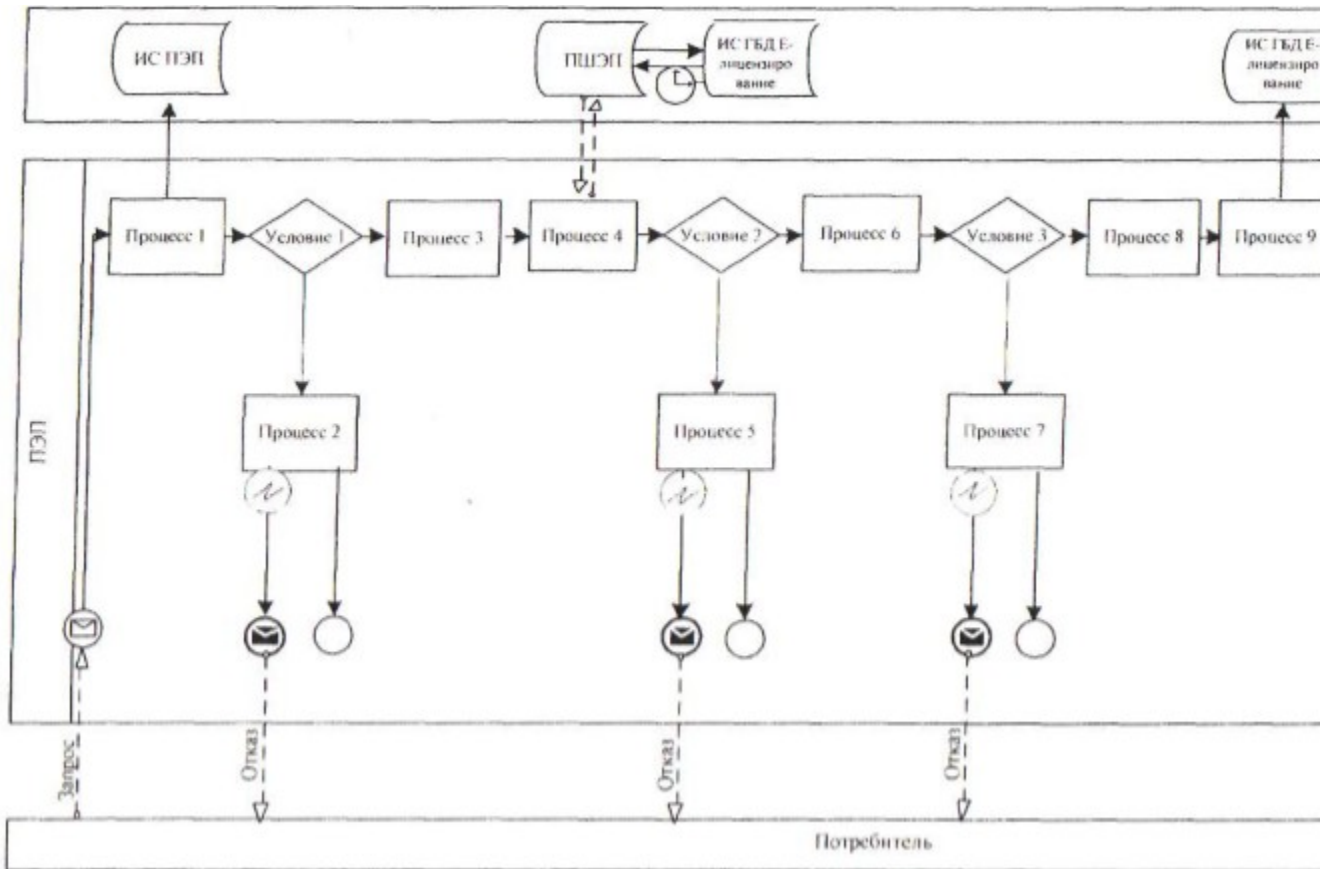 ИС ПЭП
ПШЭП
ИС ГБД Е-
лицензиро
вание
ИС ГБД Е-
лицензиро
вание
Процесс 1
Условие 1
Процесс 3
Процесс 4
Условие 2
Процесс 6
Условие 3
Процесс 8
Процесс 9
ПЭП
Процесс 2
Процесс 5
Процесс 7
Запрос
Отказ
Отказ
Отказ
Потребитель